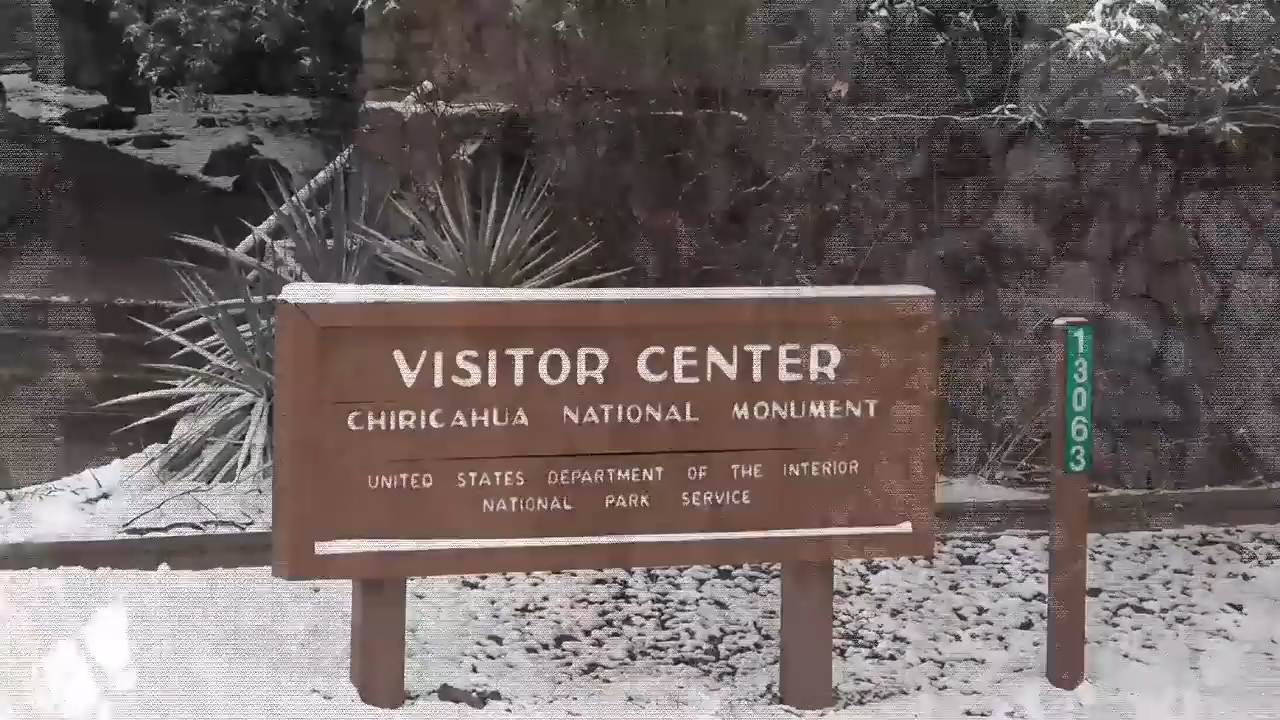 VISITOR CENTER
CHIRICAHUA NATIONAL MONUMENT
UNITED STATES DEPARTMENT OF THE INTERIOR
NATIONAL PARK SERVICE
13063